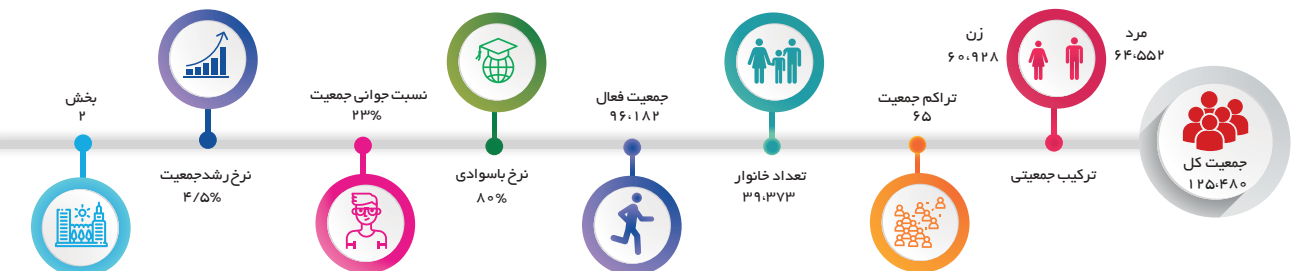 جمعیت کل
۱۲۵،۴۸۰
مرد
۶۴،۵۵۲
زن
۶۰،۹۲۸
ترکیب جمعیتی
تراکم جمعیت
۶۵
تعداد خانوار
۳۹،۳۷۳
جمعیت فعال
۹۶،۱۸۲
نرخ باسوادی
۸۰%
نسبت جوانی جمعیت
۲۳%
نرخ رشدجمعیت
۴/۵%
بخش
۲